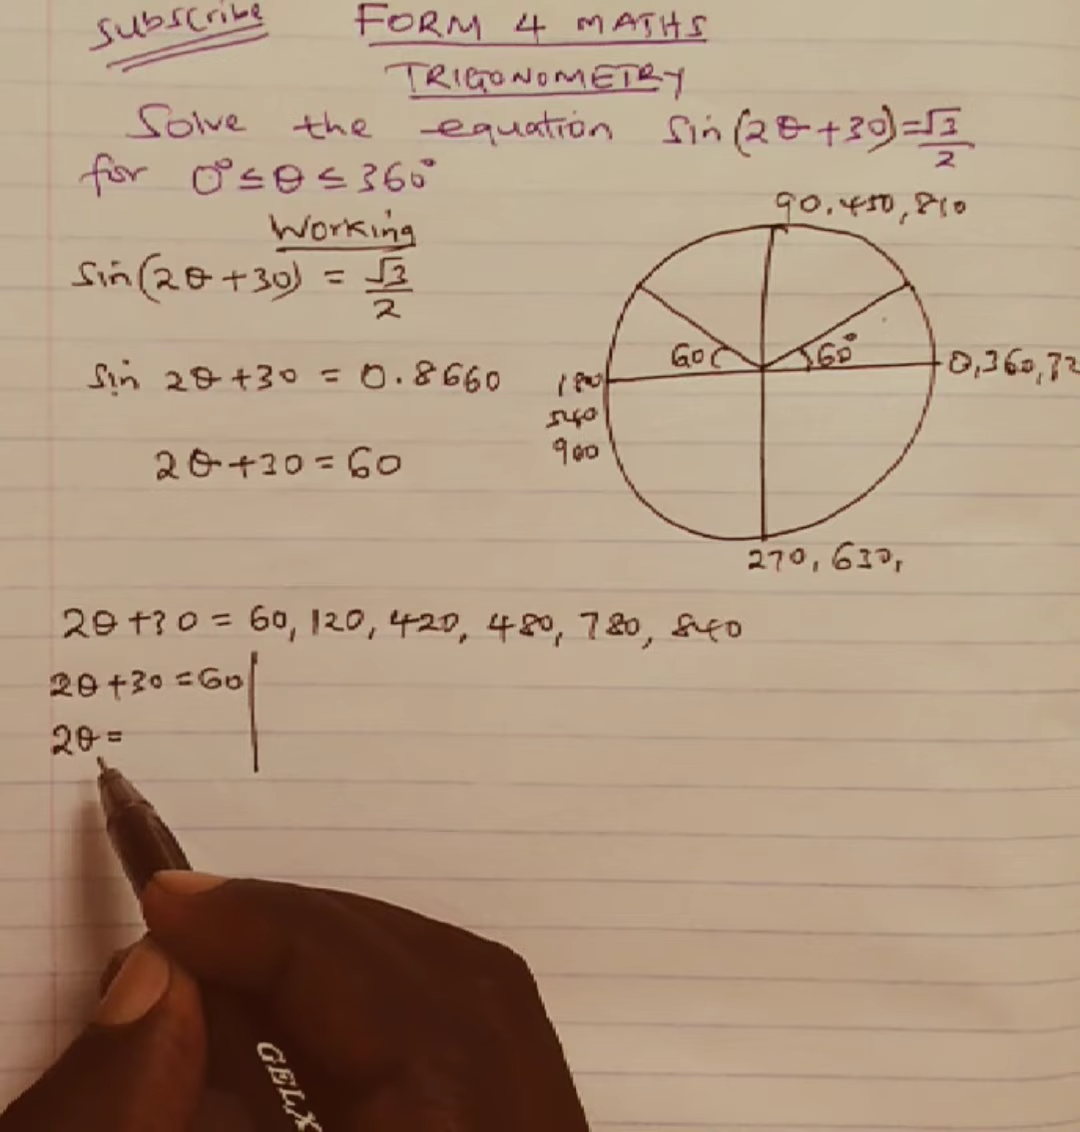 Subscribe FORM 4 MATHS
TRIGONOMETRY
Solve the equation Sin(2θ+30)=√3/2
for 0°≤θ≤360°
Working
Sin(2θ+30) = √3/2
Sin 2θ+30 = 0.8660
2θ+30=60
90, 450, 810
60 60°
180
540
900
0, 360, 72
270, 630,
2θ+30 = 60, 120, 420, 480, 780, 840
2θ+30=60
2θ=
GELX